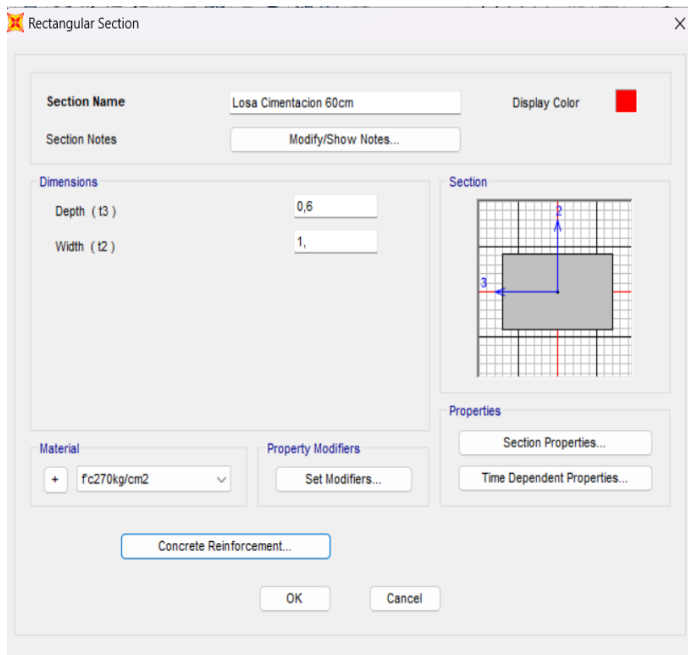 Rectangular Section
Section Name
Losa Cimentacion 60cm
Display Color
Section Notes
Modify/Show Notes...
Dimensions
Depth ( t3 )
0,6
Width ( t2 )
1,
Section
2
3
Properties
Section Properties...
Time Dependent Properties...
Material
+
f'c270kg/cm2
Property Modifiers
Set Modifiers...
Concrete Reinforcement...
OK
Cancel